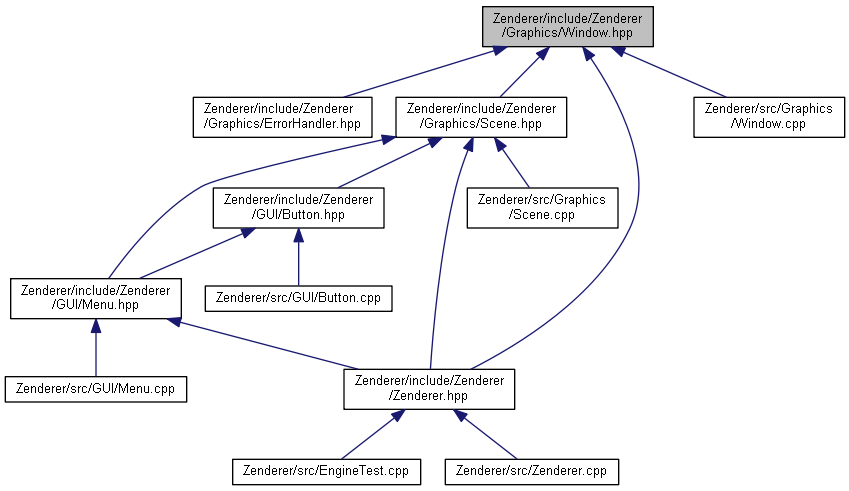 Zenderer/include/Zenderer
/Graphics/Window.hpp
Zenderer/include/Zenderer
/Graphics/ErrorHandler.hpp
Zenderer/include/Zenderer
/Graphics/Scene.hpp
Zenderer/src/Graphics
/Window.cpp
Zenderer/include/Zenderer
/GUI/Button.hpp
Zenderer/src/Graphics
/Scene.cpp
Zenderer/include/Zenderer
/GUI/Menu.hpp
Zenderer/src/GUI/Button.cpp
Zenderer/src/GUI/Menu.cpp
Zenderer/include/Zenderer
/Zenderer.hpp
Zenderer/src/EngineTest.cpp
Zenderer/src/Zenderer.cpp